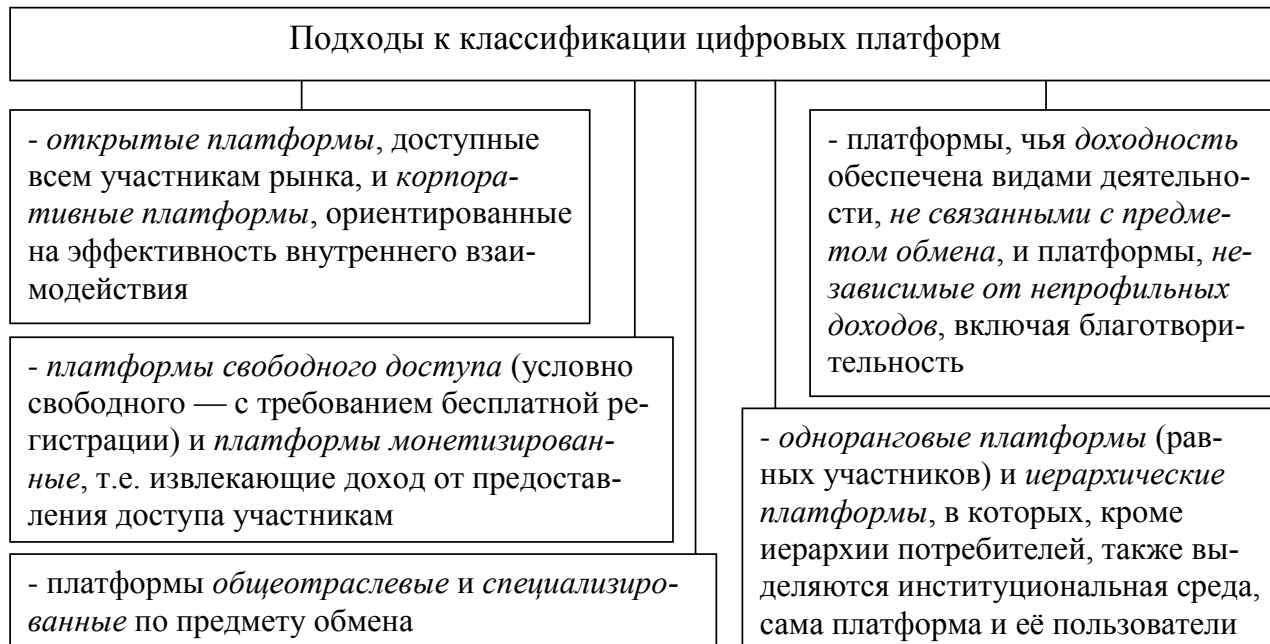 Подходы к классификации цифровых платформ
- открытые платформы, доступные
всем участникам рынка, и корпора-
тивные платформы, ориентированные
на эффективность внутреннего взаи-
модействия
- платформы свободного доступа (условно
свободного — с требованием бесплатной ре-
гистрации) и платформы монетизирован-
ные, т.е. извлекающие доход от предостав-
ления доступа участникам
- платформы общеотраслевые и специализиро-
ванные по предмету обмена
- платформы, чья доходность
обеспечена видами деятельно-
сти, не связанными с предме-
том обмена, и платформы, не-
зависимые от непрофильных
доходов, включая благотвори-
тельность
- одноранговые платформы (рав-
ных участников) и иерархические
платформы, в которых, кроме
иерархии потребителей, также вы-
деляются институциональная среда,
сама платформа и её пользователи